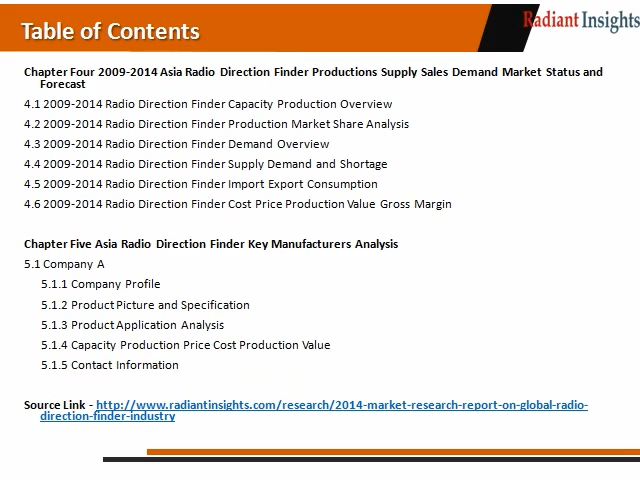 Table of Contents
Radiant Insights
Chapter Four 2009-2014 Asia Radio Direction Finder Productions Supply Sales Demand Market Status and
Forecast
4.1 2009-2014 Radio Direction Finder Capacity Production Overview
4.2 2009-2014 Radio Direction Finder Production Market Share Analysis
4.3 2009-2014 Radio Direction Finder Demand Overview
4.4 2009-2014 Radio Direction Finder Supply Demand and Shortage
4.5 2009-2014 Radio Direction Finder Import Export Consumption
4.6 2009-2014 Radio Direction Finder Cost Price Production Value Gross Margin
Chapter Five Asia Radio Direction Finder Key Manufacturers Analysis
5.1 Company A
5.1.1 Company Profile
5.1.2 Product Picture and Specification
5.1.3 Product Application Analysis
5.1.4 Capacity Production Price Cost Production Value
5.1.5 Contact Information
Source Link - http://www.radiantinsights.com/research/2014-market-research-report-on-global-radio-
direction-finder-industry